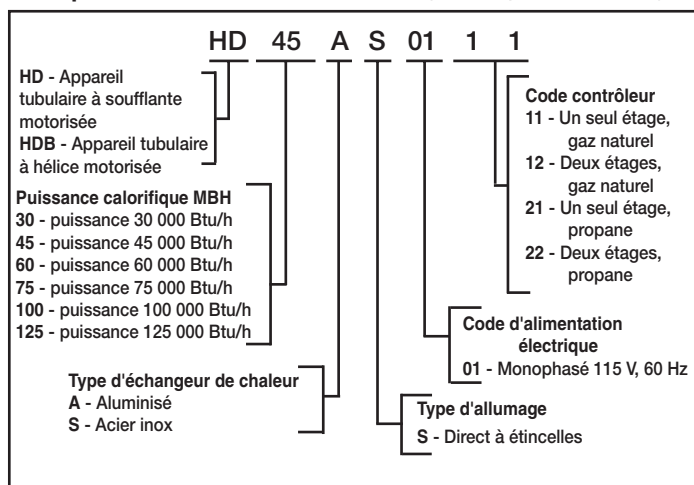 HD 45 A S 01 1 1
HD - Appareil
tubulaire à soufflante
motorisée
HDB - Appareil tubulaire
à hélice motorisée
Puissance calorifique MBH
30 - puissance 30 000 Btu/h
45 - puissance 45 000 Btu/h
60 - puissance 60 000 Btu/h
75 - puissance 75 000 Btu/h
100 - puissance 100 000 Btu/h
125 - puissance 125 000 Btu/h
Type d'échangeur de chaleur
A - Aluminisé
S - Acier inox
Code contrôleur
11 - Un seul étage,
gaz naturel
12 - Deux étages,
gaz naturel
21 - Un seul étage,
propane
22 - Deux étages,
propane
Code d'alimentation
électrique
01 - Monophasé 115 V, 60 Hz
Type d'allumage
S - Direct à étincelles